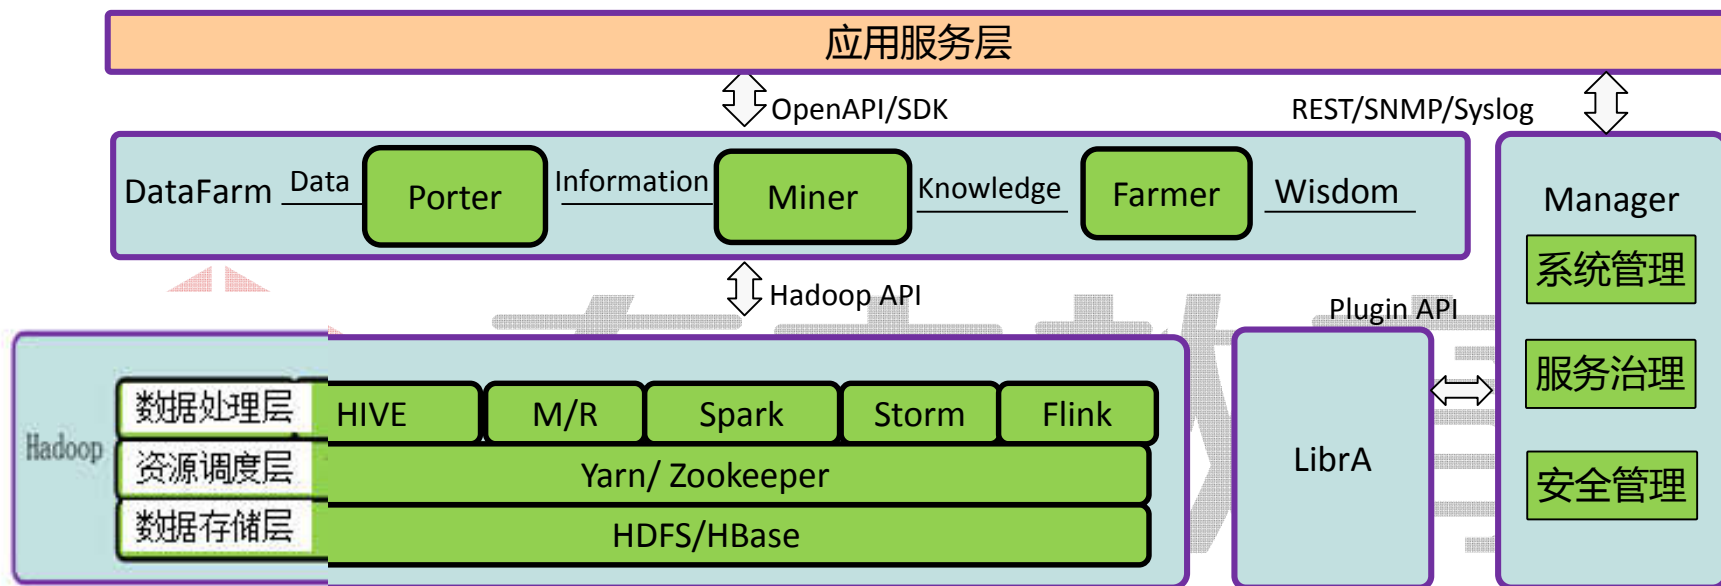 应用服务层
OpenAPI/SDK
REST/SNMP/Syslog
DataFarm
Data
Porter
Information
Miner
Knowledge
Farmer
Wisdom
Manager
系统管理
服务治理
安全管理
Hadoop API
Plugin API
Hadoop
数据处理层
HIVE
M/R
Spark
Storm
Flink
资源调度层
Yarn/ Zookeeper
数据存储层
HDFS/HBase
LibrA